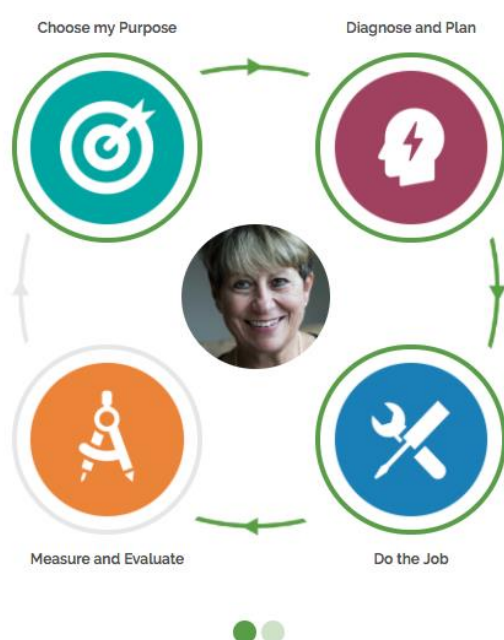 Choose my Purpose
Diagnose and Plan
Measure and Evaluate
Do the Job